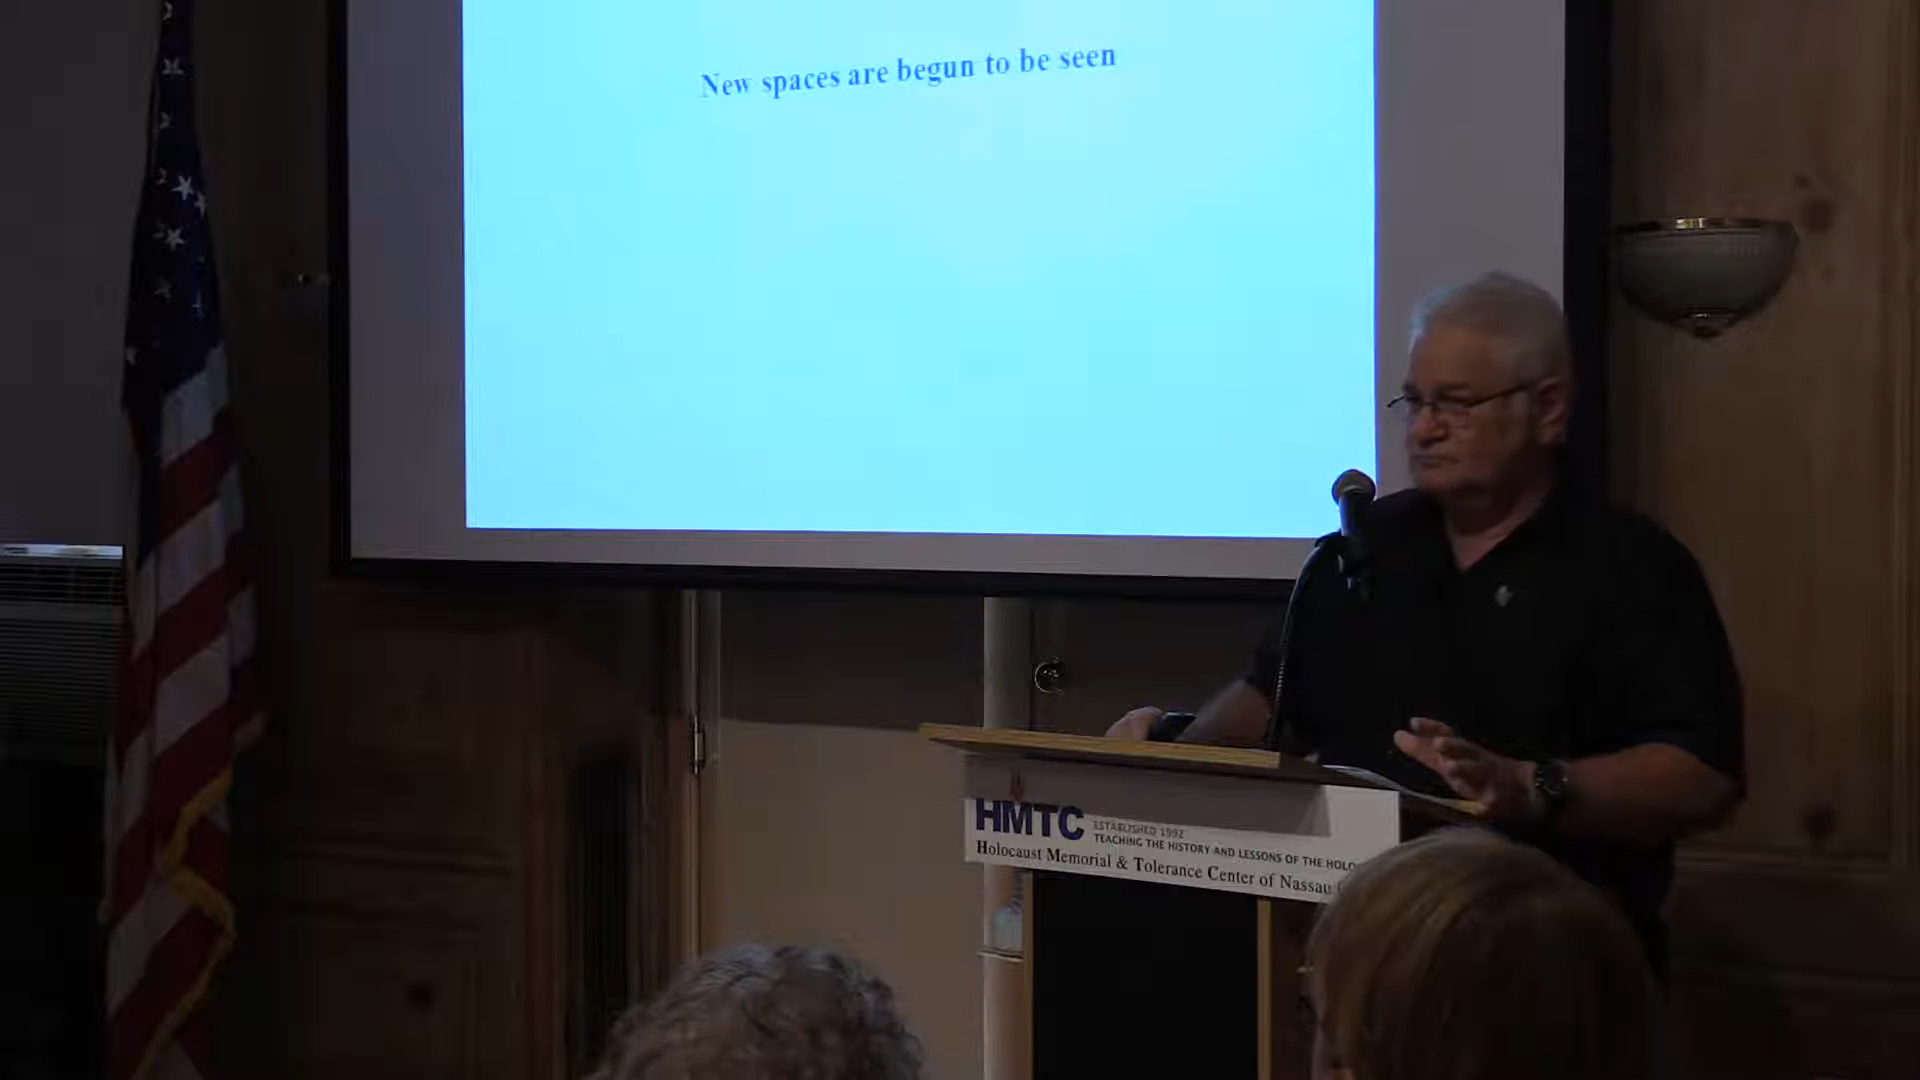 New spaces are begun to be seen
HMTC
ESTABLISHED 1992
TEACHING THE HISTORY AND LESSONS OF THE
Holocaust Memorial & Tolerance Center of Nassau